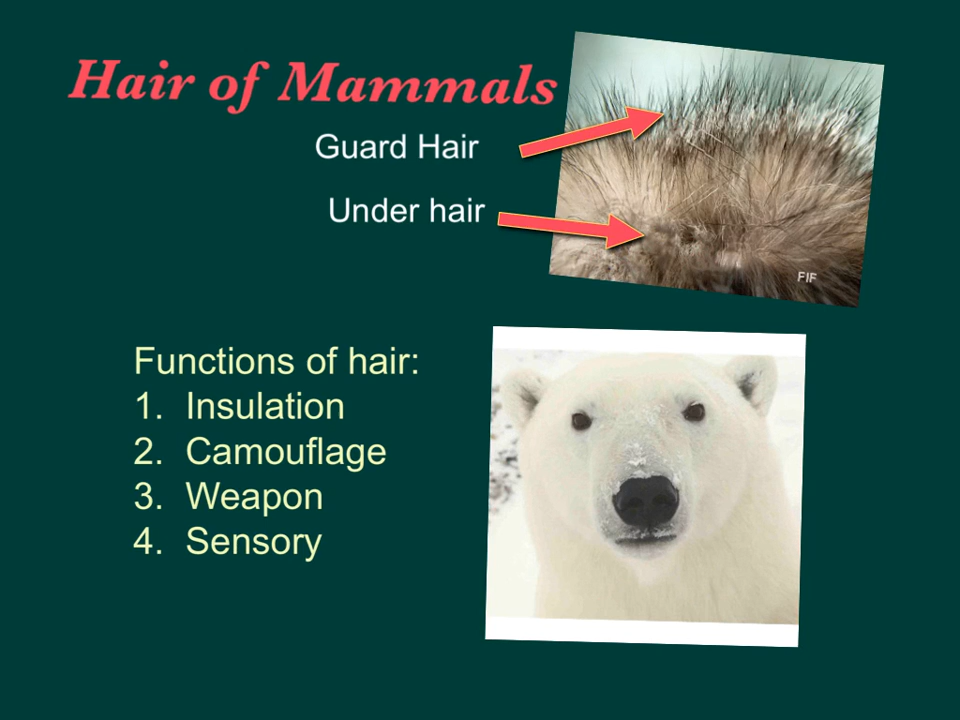 Hair of Mammals
Guard Hair
Under hair
FIF
Functions of hair:
1. Insulation
2. Camouflage
3. Weapon
4. Sensory